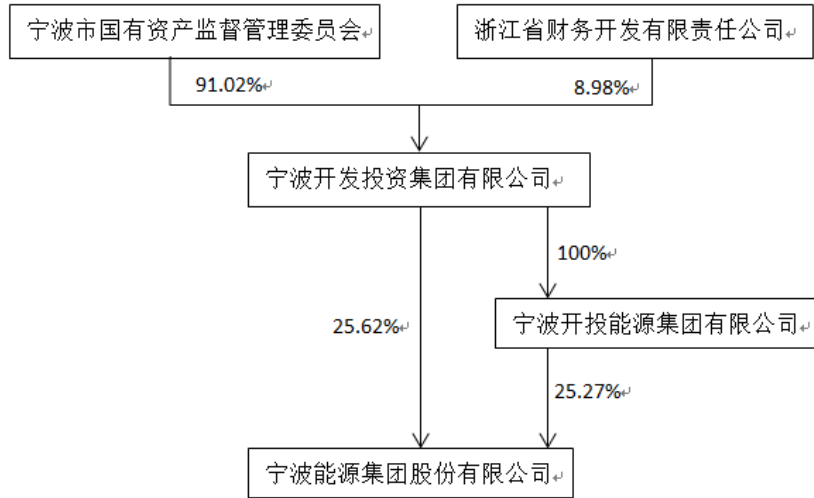 宁波市国有资产监督管理委员会
浙江省财务开发有限责任公司
91.02%
8.98%
宁波开发投资集团有限公司
100%
宁波开投能源集团有限公司
25.62%
25.27%
宁波能源集团股份有限公司